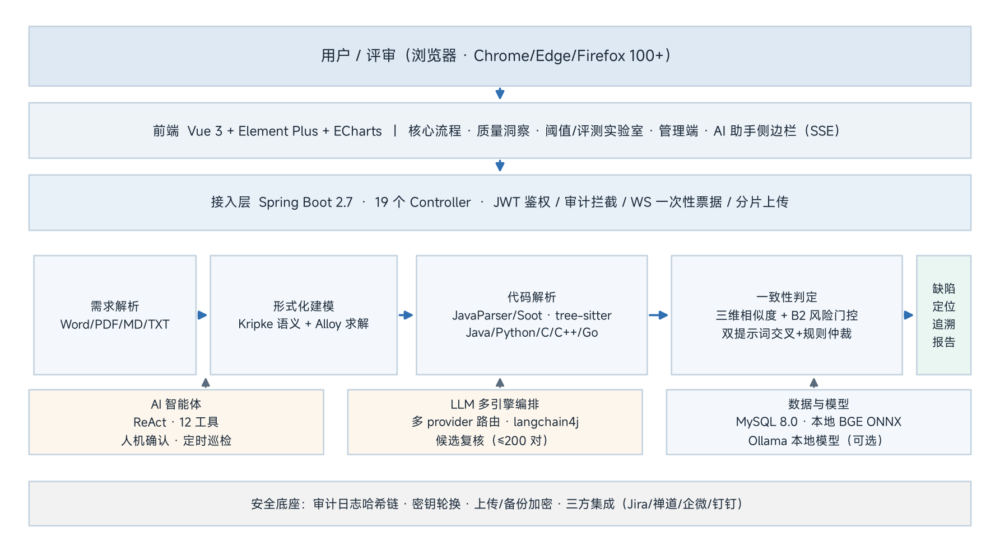 用户 / 评审（浏览器 · Chrome/Edge/Firefox 100+）
前端 Vue 3 + Element Plus + ECharts | 核心流程 · 质量洞察 · 阈值/评测实验室 · 管理端 · AI 助手侧边栏（SSE）
接入层 Spring Boot 2.7 · 19 个 Controller · JWT 鉴权 / 审计拦截 / WS 一次性票据 / 分片上传
需求解析
Word/PDF/MD/TXT
形式化建模
Kripke 语义 + Alloy 求解
代码解析
JavaParser/Soot · tree-sitter
Java/Python/C/C++/Go
一致性判定
三维相似度 + B2 风险门控
双提示词交叉+规则仲裁
缺陷
定位
追溯
报告
AI 智能体
ReAct · 12 工具
人机确认 · 定时巡检
LLM 多引擎编排
多 provider 路由 · langchain4j
候选复核（≤200 对）
数据与模型
MySQL 8.0 · 本地 BGE ONNX
Ollama 本地模型（可选）
安全底座：审计日志哈希链 · 密钥轮换 · 上传/备份加密 · 三方集成（Jira/禅道/企微/钉钉）